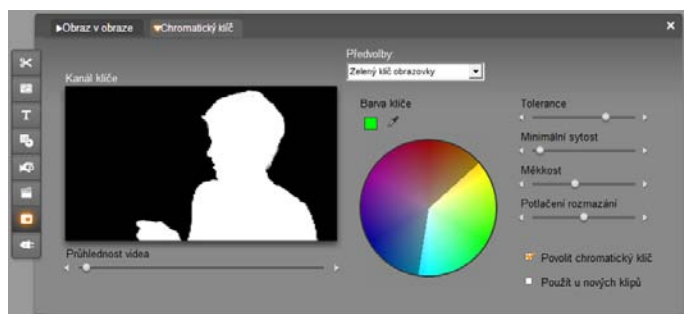 Obraz v obraze
Chromatický klíč
Předvolby
Zelený klíč obrazovky
Kanál klíče
Barva klíče
Tolerance
Minimální sytost
Měkkost
Potlačení rozmazání
Průhlednost videa
Povolit chromatický klíč
Použít u nových klipů
T